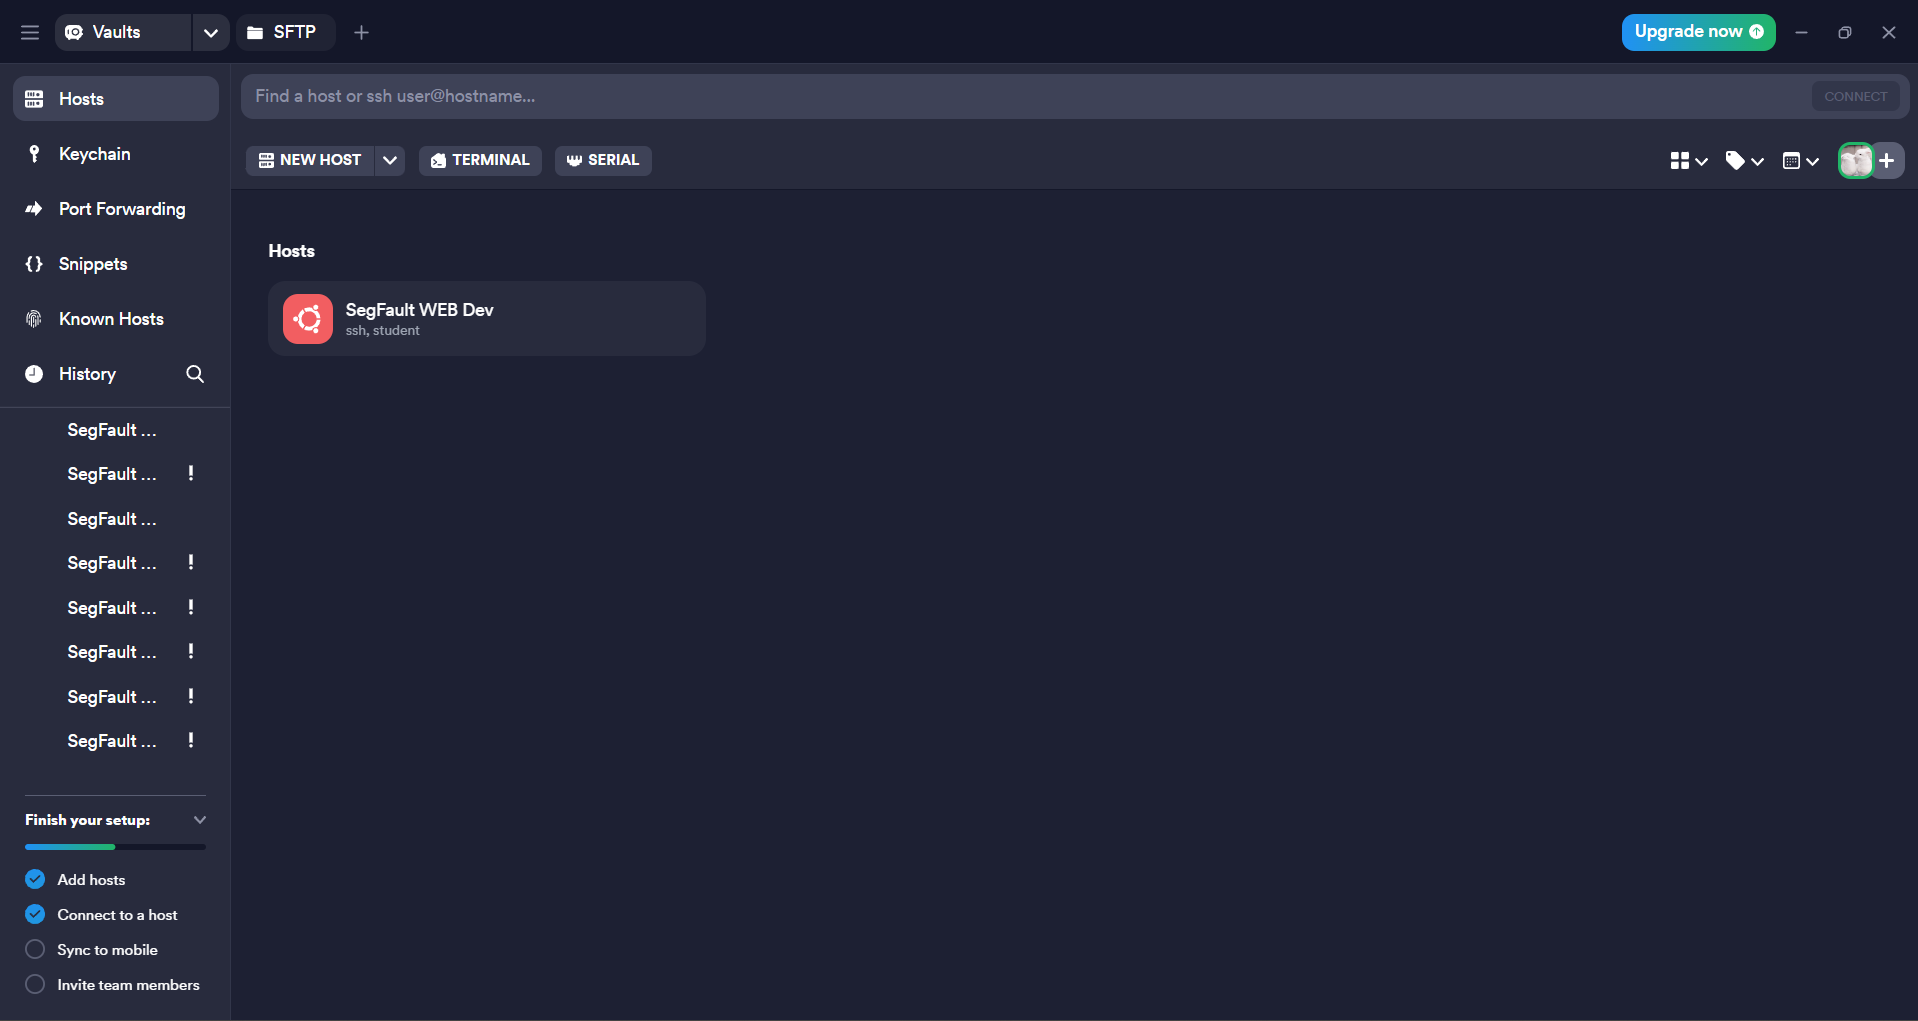 Vaults
SFTP
Upgrade now
Hosts
Find a host or ssh user@hostname...
CONNECT
Keychain
NEW HOST
TERMINAL
SERIAL
Port Forwarding
Snippets
Known Hosts
History
SegFault ...
SegFault ... !
SegFault ...
SegFault ... !
SegFault ... !
SegFault ... !
SegFault ... !
SegFault ... !
Finish your setup:
Add hosts
Connect to a host
Sync to mobile
Invite team members
Hosts
SegFault WEB Dev
ssh, student